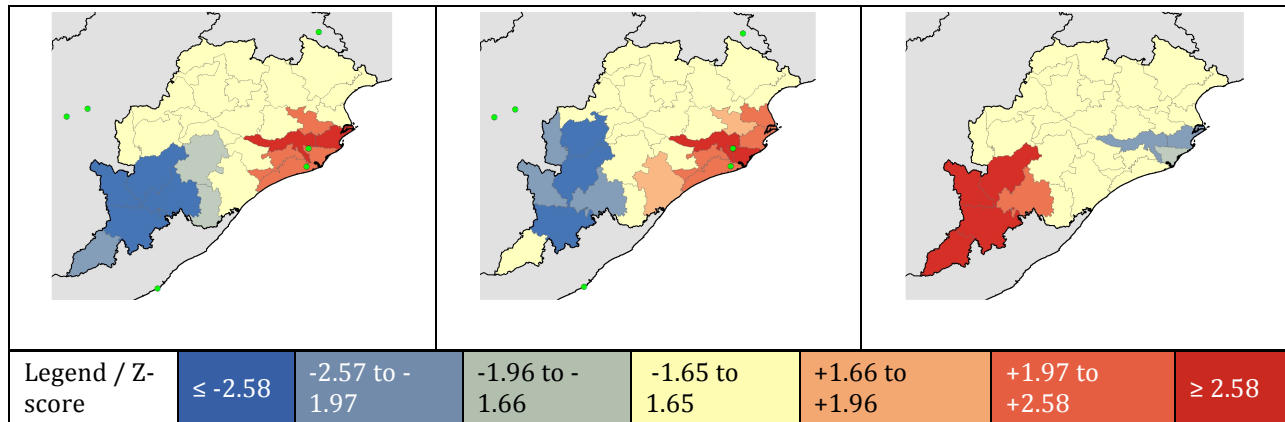 Legend / Z-
score
≤ -2.58
-2.57 to -
1.97
-1.96 to -
1.66
-1.65 to
1.65
+1.66 to
+1.96
+1.97 to
+2.58
≥ 2.58